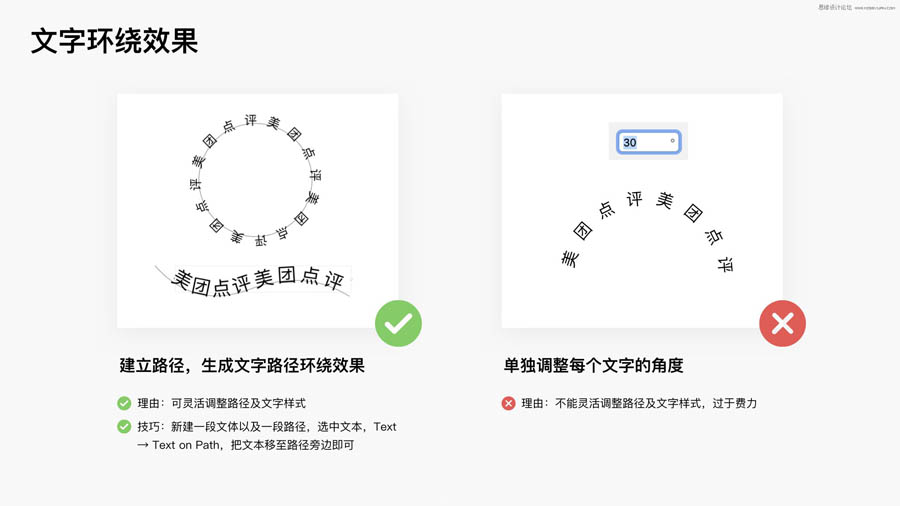 思缘设计论坛 WWW.MISSYUAN.COM
文字环绕效果
美团点评美团点评美团点评美团点评
美团点评美团点评
建立路径，生成文字路径环绕效果
理由：可灵活调整路径及文字样式
技巧：新建一段文体以及一段路径，选中文本，Text
→ Text on Path，把文本移至路径旁边即可
30°
美团点评美团点评
单独调整每个文字的角度
理由：不能灵活调整路径及文字样式，过于费力